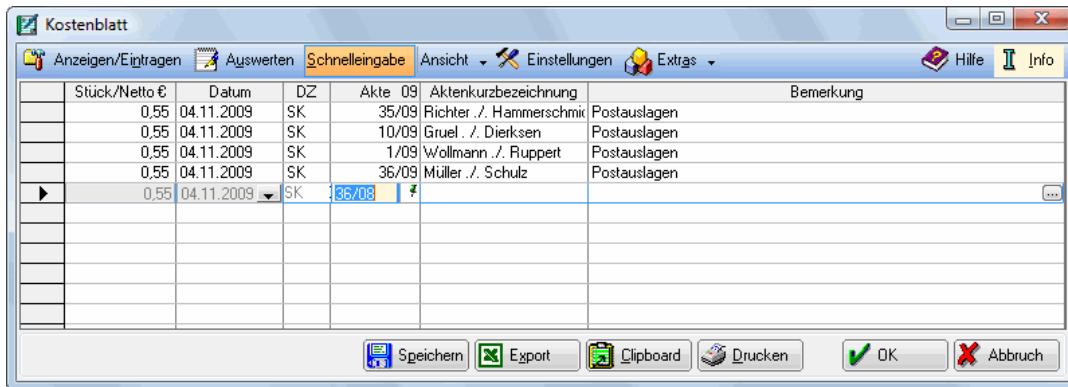 Kostenblatt
Anzeigen/Eintragen Auswerten Schnelleingabe Ansicht Einstellungen Extras Hilfe Info
Stück/Netto € Datum DZ Akte 09 Aktenkurzbezeichnung Bemerkung
0,55 04.11.2009 SK 35/09 Richter ./. Hammerschmic Postauslagen
0,55 04.11.2009 SK 10/09 Gruel . /. Dierksen Postauslagen
0,55 04.11.2009 SK 1/09 Wollmann ./. Ruppert Postauslagen
0,55 04.11.2009 SK 36/09 Müller ./. Schulz Postauslagen
0,55 04.11.2009 SK 36/08 ...
Speichern Export Clipboard Drucken OK Abbruch